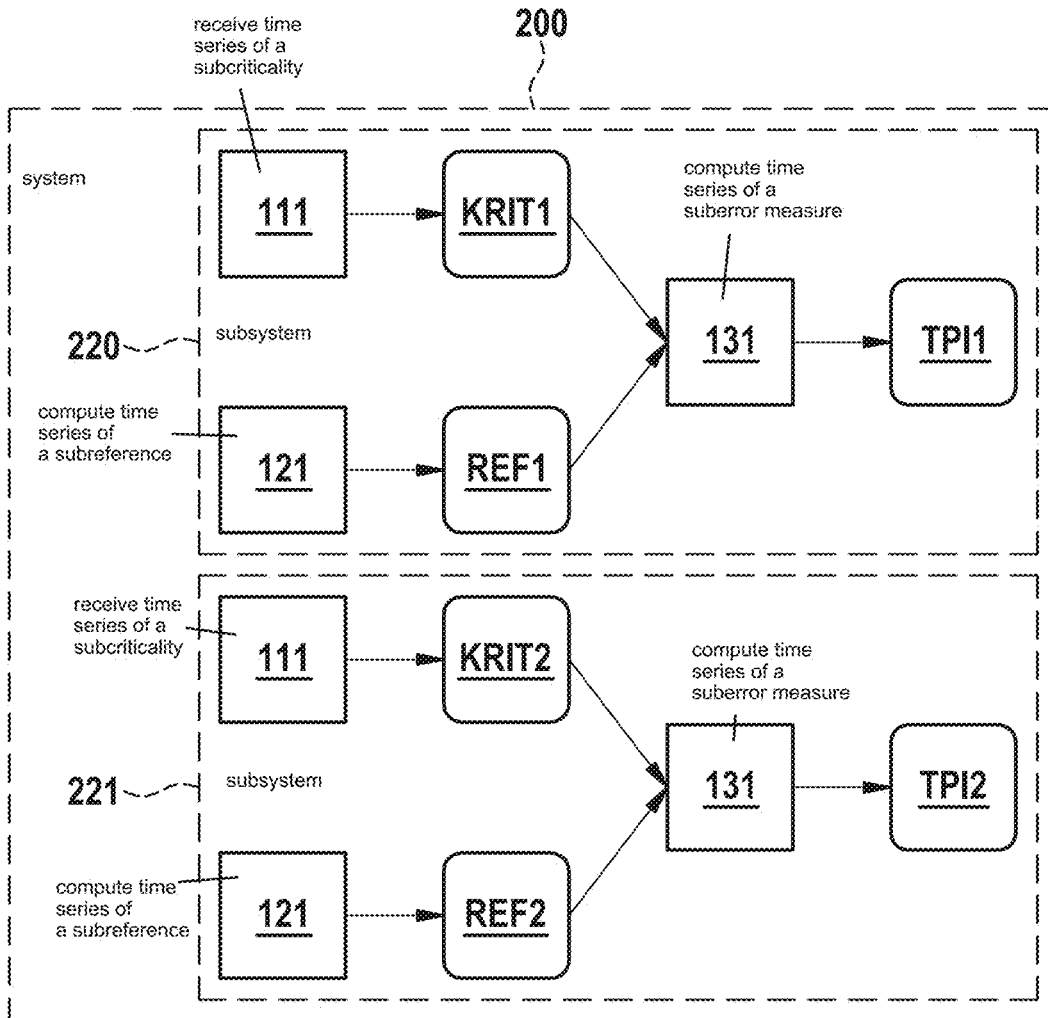 200
receive time
series of a
subcriticality
system
111
KRIT1
compute time
series of a
suberror measure
220
subsystem
131
TPI1
compute time
series of
a subreference
121
REF1
receive time
series of a
subcriticality
111
KRIT2
compute time
series of a
suberror measure
221
subsystem
131
TPI2
compute time
series of
a subreference
121
REF2